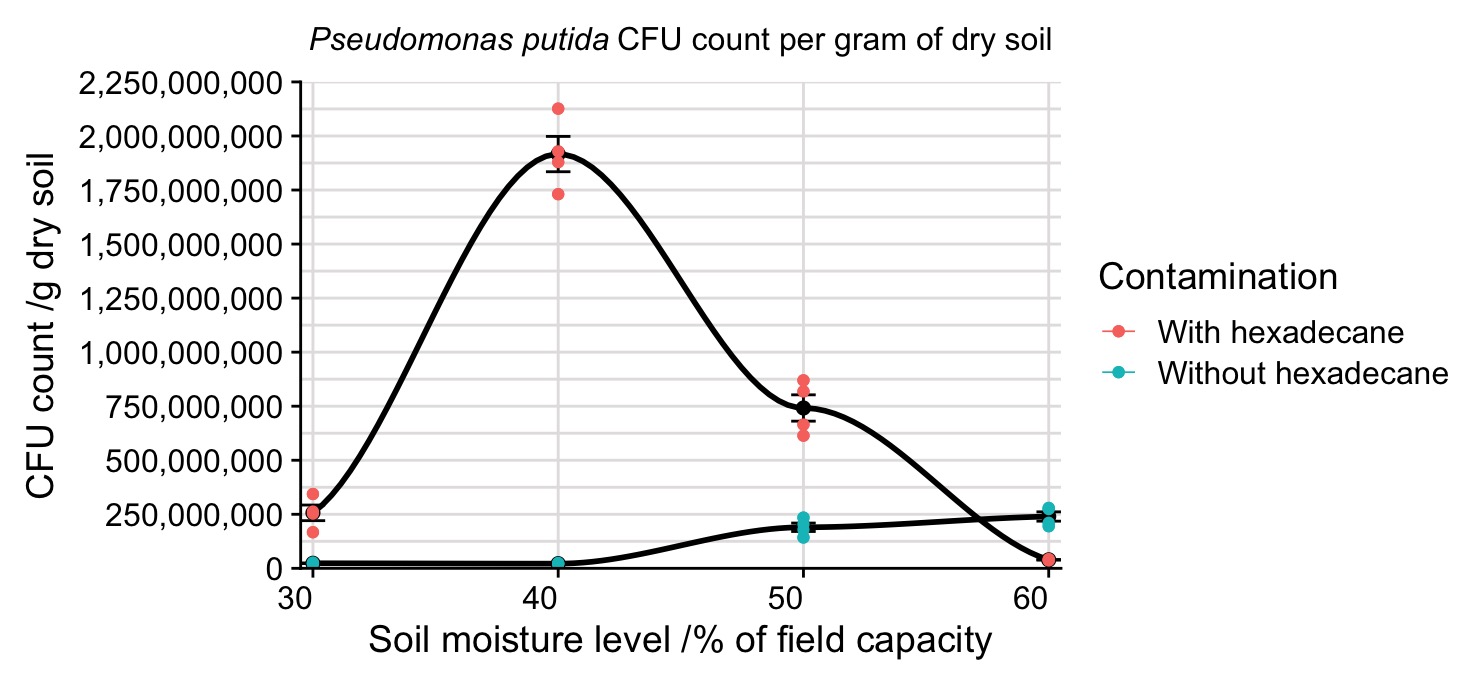 Pseudomonas putida CFU count per gram of dry soil
2,250,000,000
2,000,000,000
1,750,000,000
1,500,000,000
1,250,000,000
1,000,000,000
750,000,000
500,000,000
250,000,000
0
CFU count /g dry soil
30 40 50 60
Soil moisture level /% of field capacity
Contamination
With hexadecane
Without hexadecane